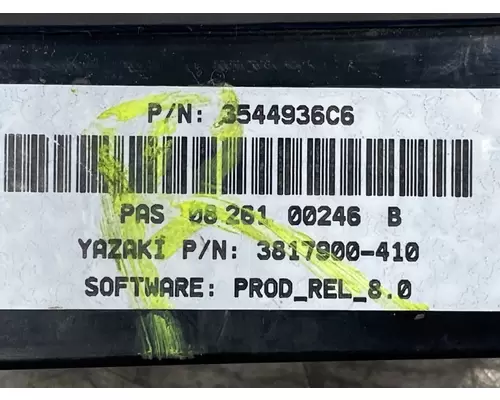 P/N: 3544936C6
PAS 08 261 00246 B
YAZAKI P/N: 3817900-410
SOFTWARE: PROD_REL_8.0